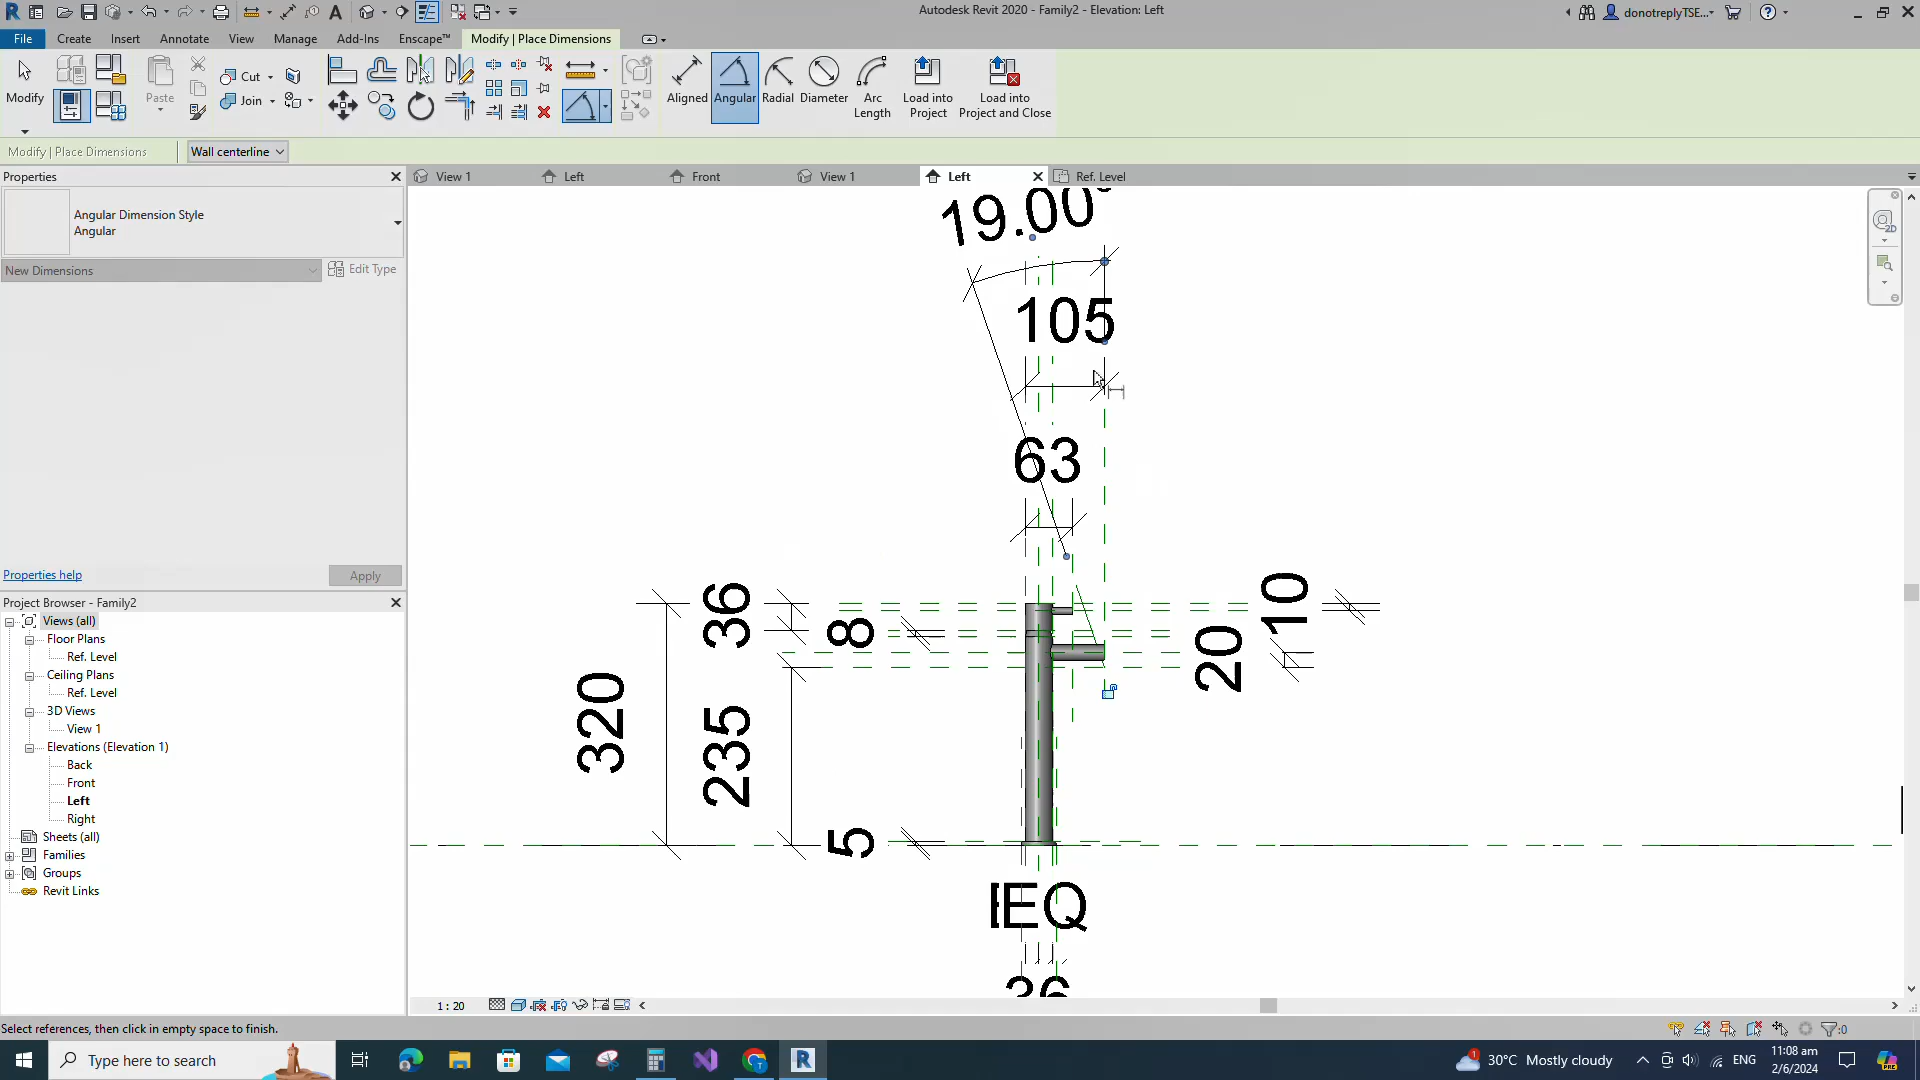 Autodesk Revit 2020 - Family2 - Elevation: Left
donotreplyTSE...
File
Create
Insert
Annotate
View
Manage
Add-Ins
Enscape™
Modify | Place Dimensions
Modify
Paste
Cut
Join
Aligned
Angular
Radial
Diameter
Arc
Length
Load into
Project
Load into
Project and Close
Modify | Place Dimensions
Wall centerline
Properties
View 1
Left
Front
View 1
Left
Ref. Level
Angular Dimension Style
Angular
New Dimensions
Edit Type
Properties help
Apply
Project Browser - Family2
Views (all)
Floor Plans
Ref. Level
Ceiling Plans
Ref. Level
3D Views
View 1
Elevations (Elevation 1)
Back
Front
Left
Right
Sheets (all)
Families
Groups
Revit Links
2D
19.00°
105
63
36
8
10
20
320
235
5
EQ
36
1 : 20
Select references, then click in empty space to finish.
:0
Type here to search
30°C Mostly cloudy
ENG
11:08 am
2/6/2024